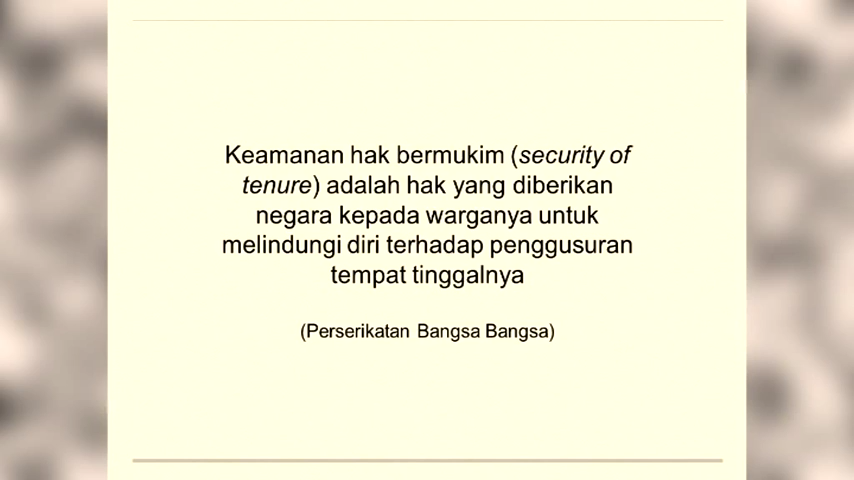 Keamanan hak bermukim (security of
tenure) adalah hak yang diberikan
negara kepada warganya untuk
melindungi diri terhadap penggusuran
tempat tinggalnya
(Perserikatan Bangsa Bangsa)